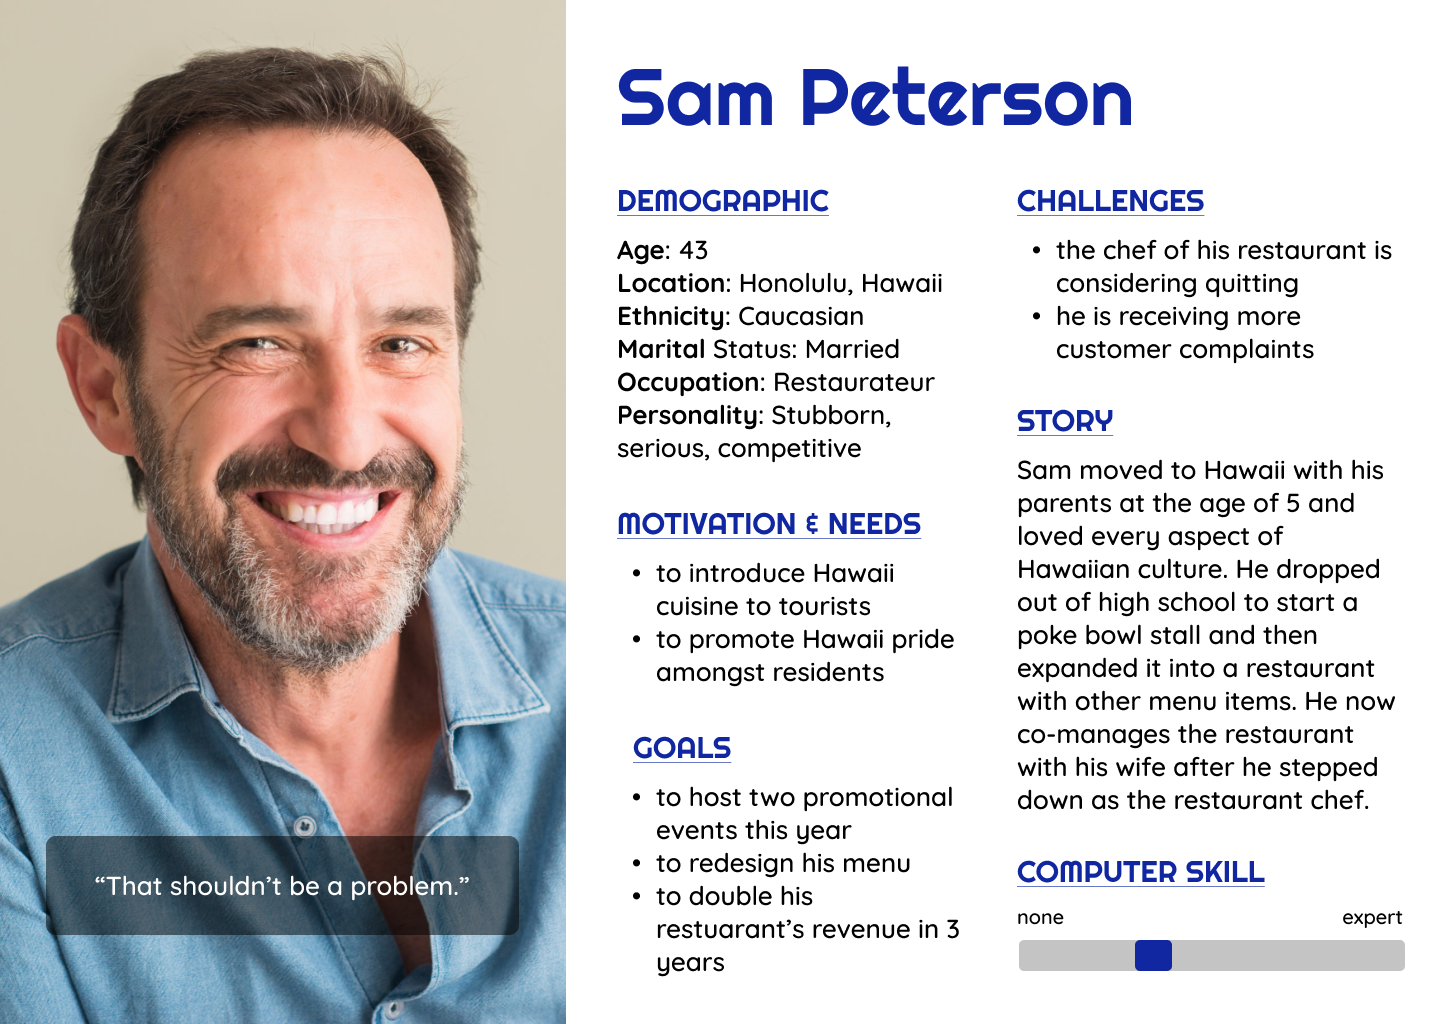 Sam Peterson
DEMOGRAPHIC
Age: 43
Location: Honolulu, Hawaii
Ethnicity: Caucasian
Marital Status: Married
Occupation: Restaurateur
Personality: Stubborn,
serious, competitive
MOTIVATION & NEEDS
• to introduce Hawaii
cuisine to tourists
• to promote Hawaii pride
amongst residents
GOALS
• to host two promotional
events this year
• to redesign his menu
• to double his
restuarant’s revenue in 3
years
CHALLENGES
• the chef of his restaurant is
considering quitting
• he is receiving more
customer complaints
STORY
Sam moved to Hawaii with his
parents at the age of 5 and
loved every aspect of
Hawaiian culture. He dropped
out of high school to start a
poke bowl stall and then
expanded it into a restaurant
with other menu items. He now
co-manages the restaurant
with his wife after he stepped
down as the restaurant chef.
COMPUTER SKILL
none expert
“That shouldn’t be a problem.”